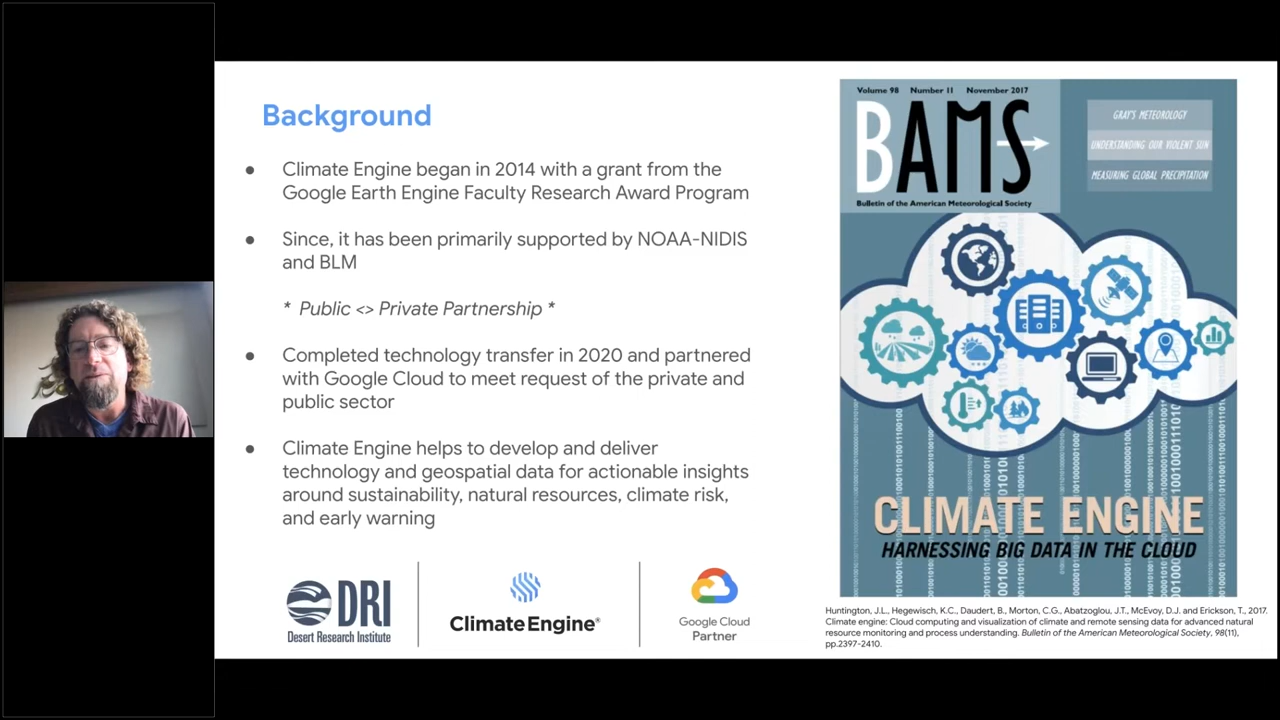 Background
● Climate Engine began in 2014 with a grant from the
Google Earth Engine Faculty Research Award Program
● Since, it has been primarily supported by NOAA-NIDIS
and BLM
* Public <> Private Partnership *
● Completed technology transfer in 2020 and partnered
with Google Cloud to meet request of the private and
public sector
● Climate Engine helps to develop and deliver
technology and geospatial data for actionable insights
around sustainability, natural resources, climate risk,
and early warning
DRI
Desert Research Institute
ClimateEngine®
Google Cloud
Partner
Volume 98 Number 11 November 2017
BAMS
Bulletin of the American Meteorological Society
GRAY'S METEOROLOGY
UNDERSTANDING OUR VIOLENT SUN
MEASURING GLOBAL PRECIPITATION
CLIMATE ENGINE
HARNESSING BIG DATA IN THE CLOUD
Huntington, J.L., Hegewisch, K.C., Daudert, B., Morton, C.G., Abatzoglou, J.T., McEvoy, D.J. and Erickson, T., 2017.
Climate engine: Cloud computing and visualization of climate and remote sensing data for advanced natural
resource monitoring and process understanding. Bulletin of the American Meteorological Society, 98(11),
pp.2397-2410.